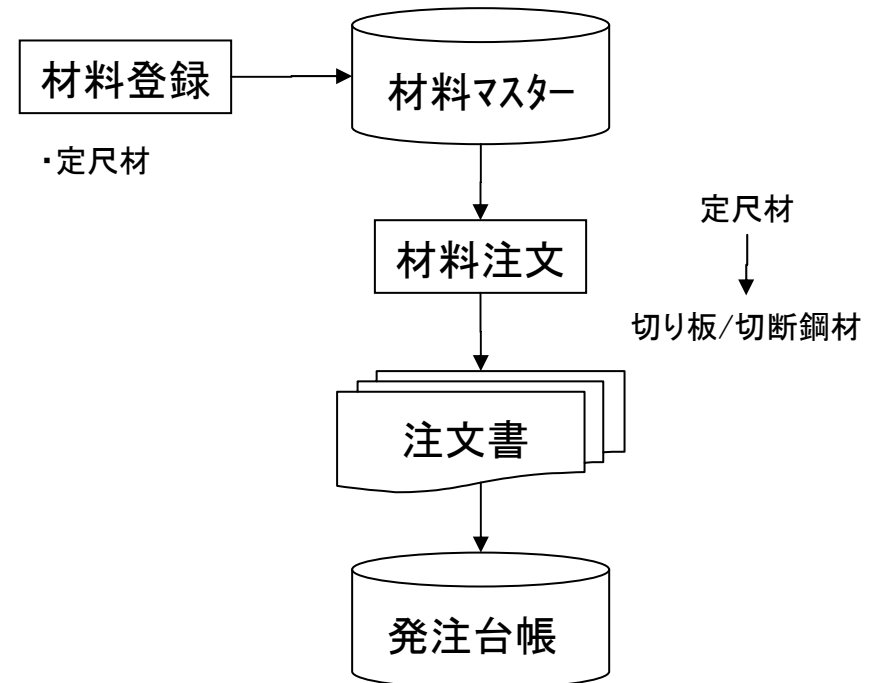 材料登録
材料ﾏｽﾀｰ
・定尺材
定尺材
材料注文
切り板/切断鋼材
注文書
発注台帳